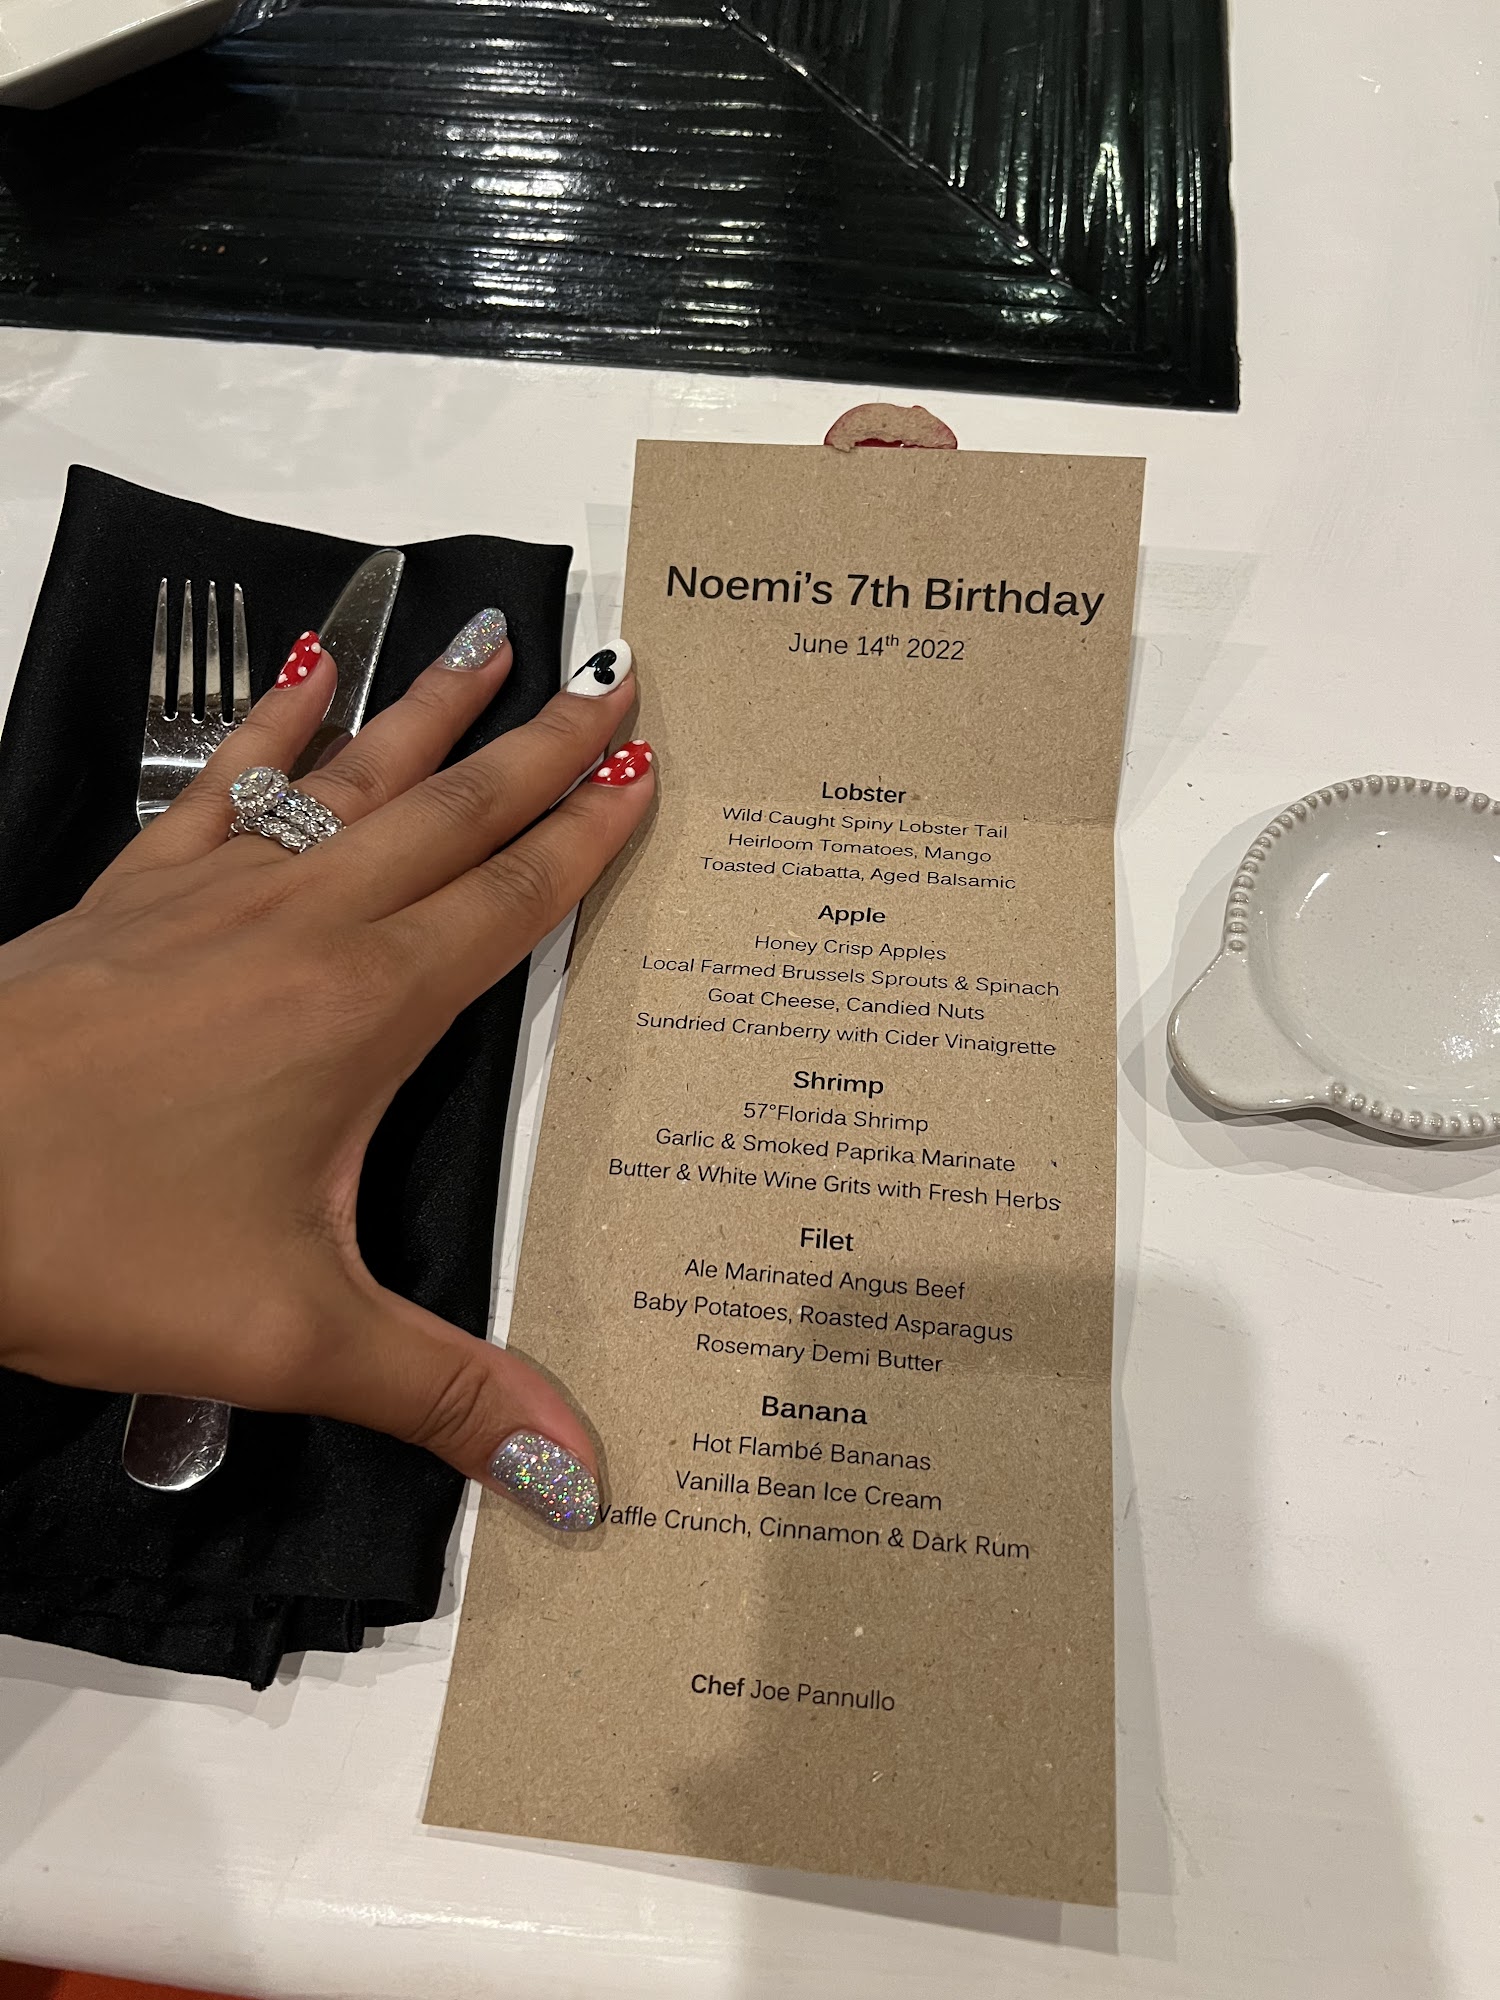 Noemi's 7th Birthday
June 14th 2022
Lobster
Wild Caught Spiny Lobster Tail
Heirloom Tomatoes, Mango
Toasted Ciabatta, Aged Balsamic
Apple
Honey Crisp Apples
Local Farmed Brussels Sprouts & Spinach
Goat Cheese, Candied Nuts
Sundried Cranberry with Cider Vinaigrette
Shrimp
57°Florida Shrimp
Garlic & Smoked Paprika Marinate
Butter & White Wine Grits with Fresh Herbs
Filet
Ale Marinated Angus Beef
Baby Potatoes, Roasted Asparagus
Rosemary Demi Butter
Banana
Hot Flambé Bananas
Vanilla Bean Ice Cream
Waffle Crunch, Cinnamon & Dark Rum
Chef Joe Pannullo